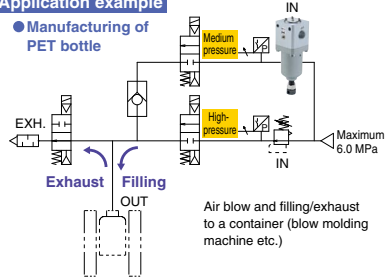 Application example
● Manufacturing of
PET bottle
IN
Medium
pressure
High-
pressure
EXH.
Maximum
6.0 MPa
IN
Exhaust Filling
OUT
Air blow and filling/exhaust
to a container (blow molding
machine etc.)